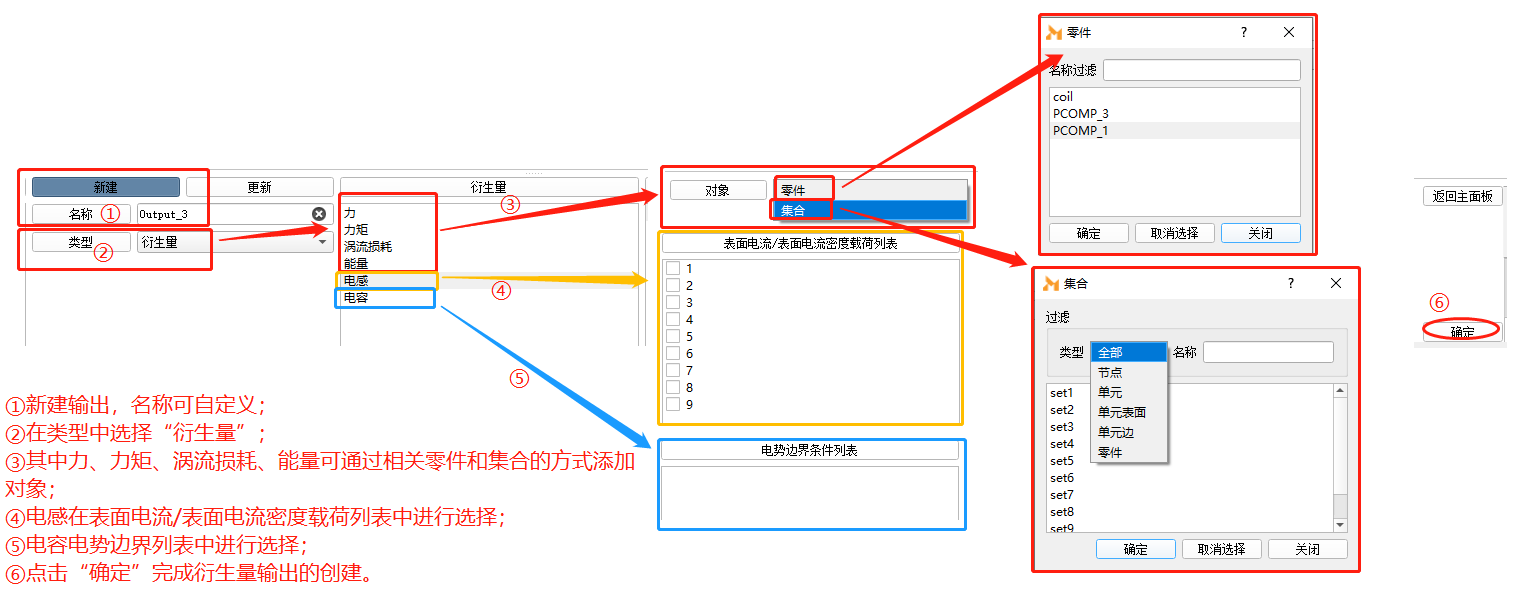 新建
更新
衍生量
名称
①
Output_3
类型
②
衍生量
力
力矩
涡流损耗
能量
电感
电容
③
④
⑤
对象
零件
集合
表面电流/表面电流密度载荷列表
1
2
3
4
5
6
7
8
9
电势边界条件列表
零件
?
名称过滤
coil
PCOMP_3
PCOMP_1
确定
取消选择
关闭
集合
?
过滤
类型
全部
名称
节点
单元
单元表面
单元边
零件
set1
set2
set3
set4
set5
set6
set7
set8
set9
确定
取消选择
关闭
返回主面板
⑥
确定
①新建输出，名称可自定义；
②在类型中选择“衍生量”；
③其中力、力矩、涡流损耗、能量可通过相关零件和集合的方式添加
对象；
④电感在表面电流/表面电流密度载荷列表中进行选择；
⑤电容电势边界列表中进行选择；
⑥点击“确定”完成衍生量输出的创建。